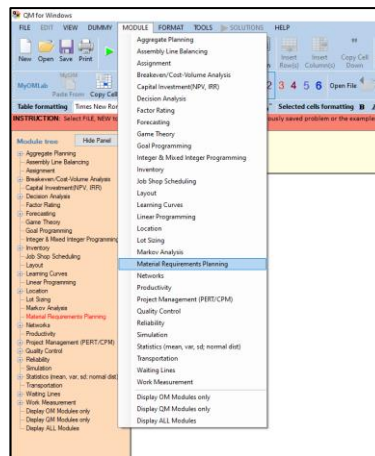 QM for Windows
FILE EDIT VIEW DUMMY MODULE FORMAT TOOLS SOLUTIONS HELP
New Open Save Print
Insert Row(s) Insert Column(s) Copy Cell Down
MyOMLab
Paste From Copy Cell
2 3 4 5 6 Open File:
Table formatting Times New Ro
Selected cells formatting B
INSTRUCTION: Select FILE, NEW to
ously saved problem or the example
Module tree Hide Panel
Aggregate Planning
Assembly Line Balancing
Assignment
Breakeven/Cost-Volume Analysis
Capital Investment(NPV, IRR)
Decision Analysis
Factor Rating
Forecasting
Game Theory
Goal Programming
Integer & Mixed Integer Programming
Inventory
Job Shop Scheduling
Layout
Learning Curves
Linear Programming
Location
Lot Sizing
Markov Analysis
Material Requirements Planning
Networks
Productivity
Project Management (PERT/CPM)
Quality Control
Reliability
Simulation
Statistics (mean, var, sd; normal dist)
Transportation
Waiting Lines
Work Measurement
Display OM Modules only
Display QM Modules only
Display ALL Modules
Aggregate Planning
Assembly Line Balancing
Assignment
Breakeven/Cost-Volume Analysis
Capital Investment(NPV, IRR)
Decision Analysis
Factor Rating
Forecasting
Game Theory
Goal Programming
Integer & Mixed Integer Programming
Inventory
Job Shop Scheduling
Layout
Learning Curves
Linear Programming
Location
Lot Sizing
Markov Analysis
Material Requirements Planning
Networks
Productivity
Project Management (PERT/CPM)
Quality Control
Reliability
Simulation
Statistics (mean, var, sd; normal dist)
Transportation
Waiting Lines
Work Measurement
Display OM Modules only
Display QM Modules only
Display ALL Modules